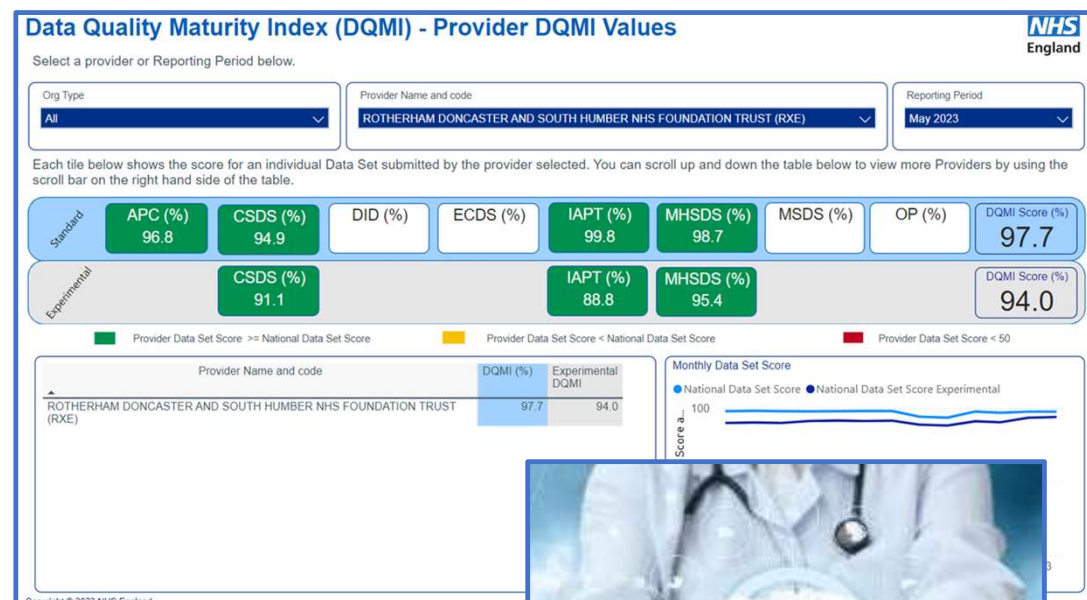 Data Quality Maturity Index (DQMI) - Provider DQMI Values
NHS
England
Select a provider or Reporting Period below.
Org Type
All
Provider Name and code
ROTHERHAM DONCASTER AND SOUTH HUMBER NHS FOUNDATION TRUST (RXE)
Reporting Period
May 2023
Each tile below shows the score for an individual Data Set submitted by the provider selected. You can scroll up and down the table below to view more Providers by using the
scroll bar on the right hand side of the table.
Standard
APC (%)
96.8
CSDS (%)
94.9
DID (%)
ECDS (%)
IAPT (%)
99.8
MHSDS (%)
98.7
MSDS (%)
OP (%)
DQMI Score (%)
97.7
Experimental
CSDS (%)
91.1
IAPT (%)
88.8
MHSDS (%)
95.4
DQMI Score (%)
94.0
Provider Data Set Score >= National Data Set Score
Provider Data Set Score < National Data Set Score
Provider Data Set Score < 50
Provider Name and code
DQMI (%)
Experimental
DQMI
ROTHERHAM DONCASTER AND SOUTH HUMBER NHS FOUNDATION TRUST
(RXE)
97.7
94.0
Monthly Data Set Score
National Data Set Score
National Data Set Score Experimental
100
Score a...
3